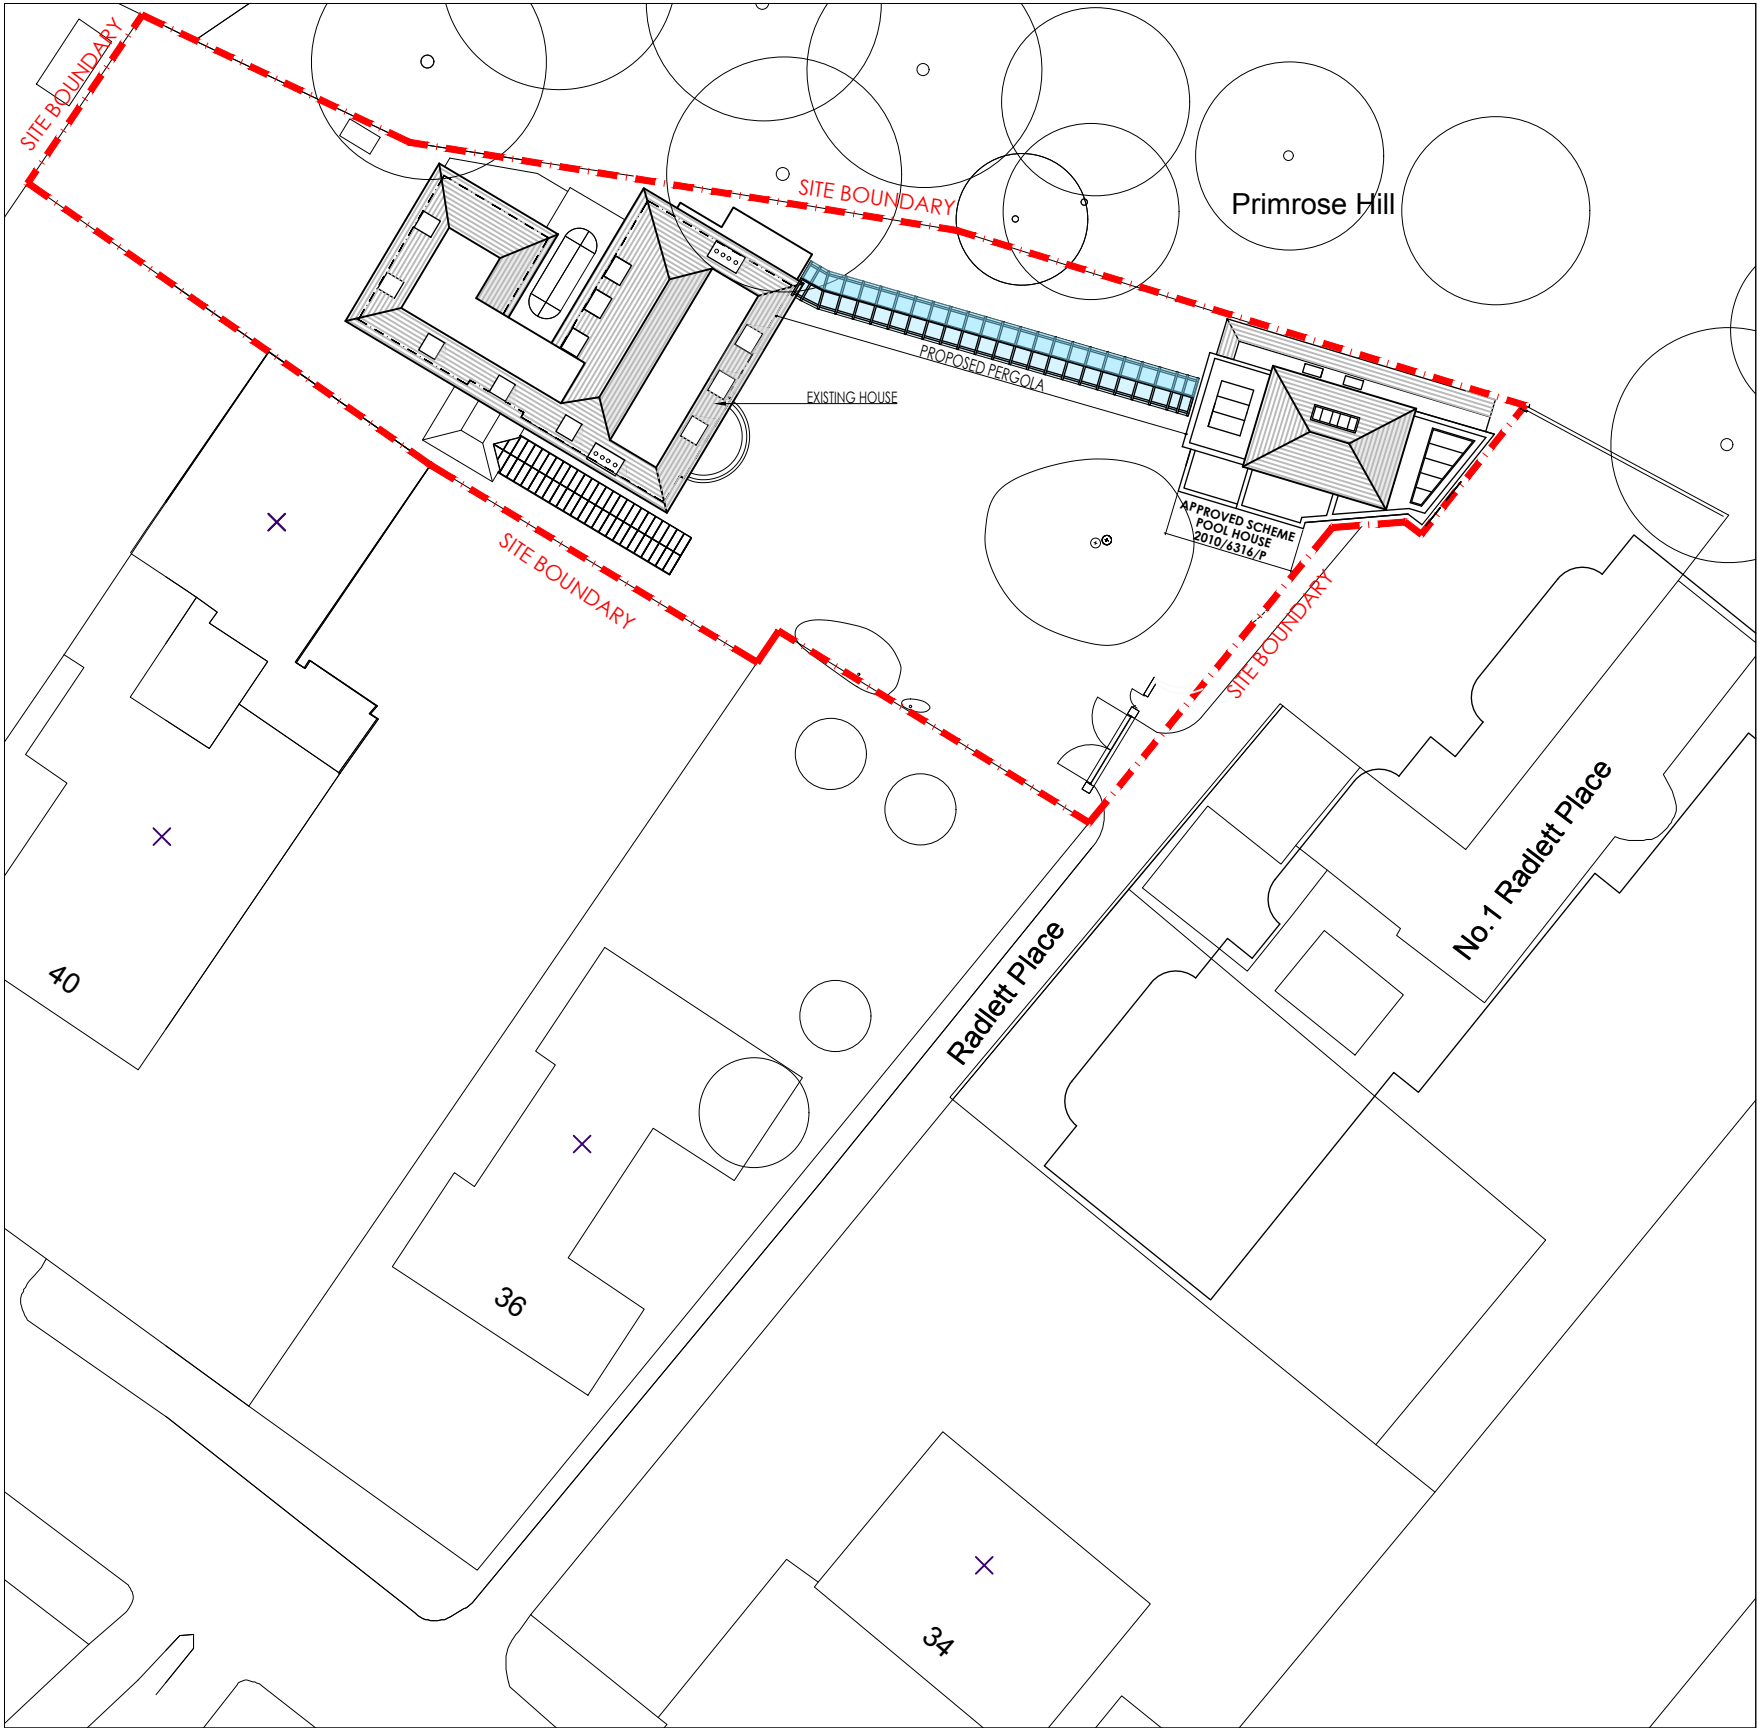 SITE BOUNDARY
SITE BOUNDARY
Primrose Hill
PROPOSED PERGOLA
EXISTING HOUSE
APPROVED SCHEME
POOL HOUSE
2010/6316/P
SITE BOUNDARY
SITE BOUNDARY
No.1 Radlett Place
Radlett Place
40
36
34